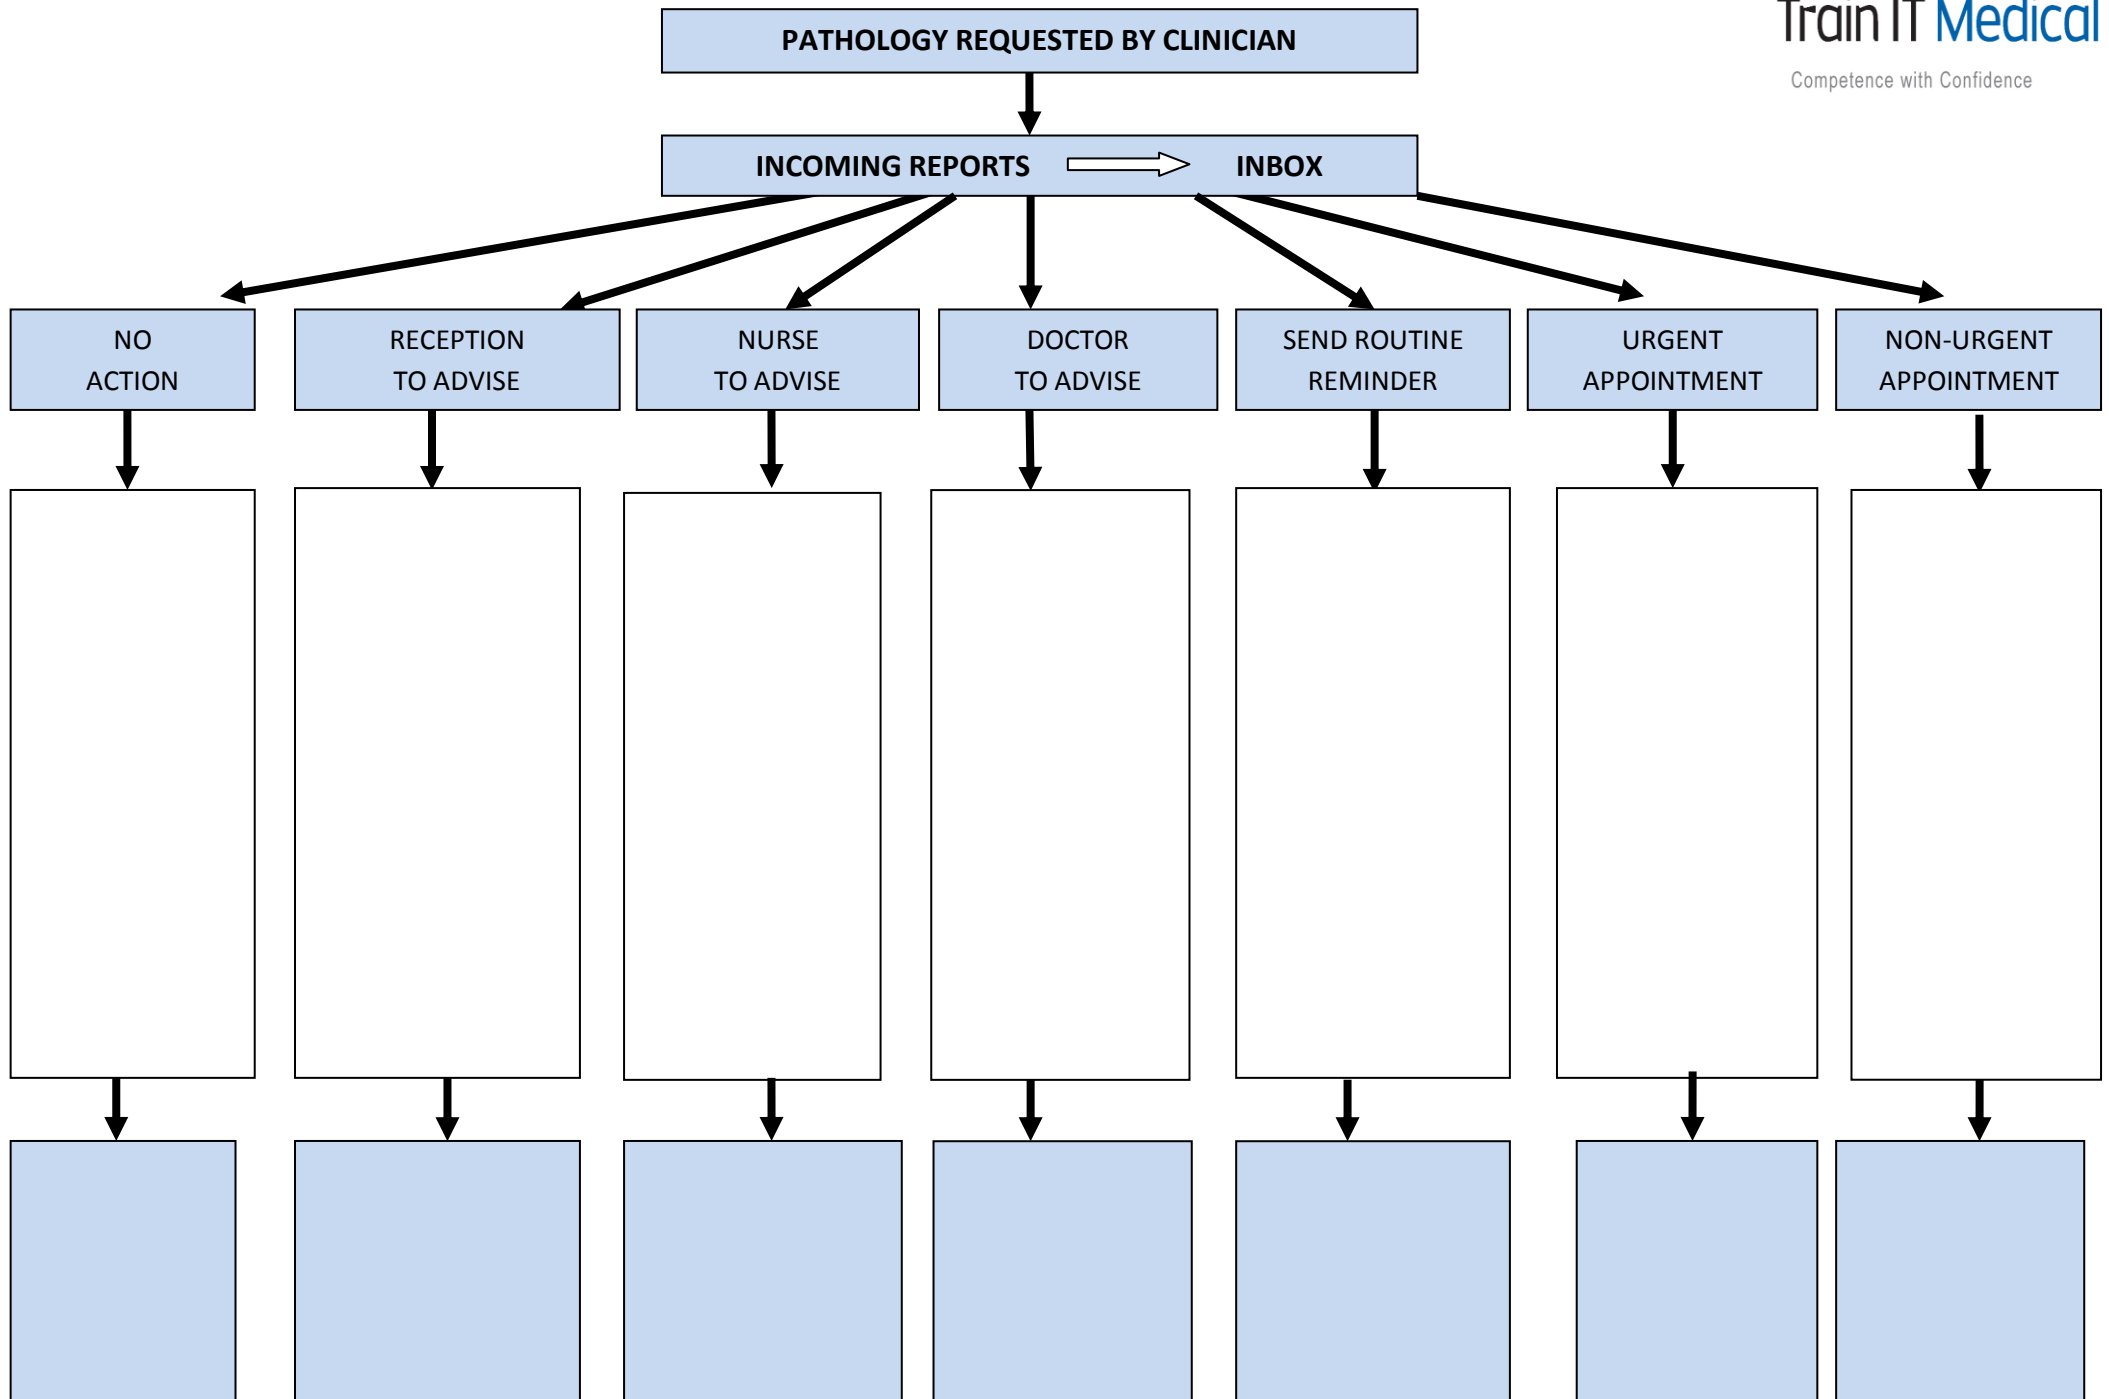 Train IT Medical
Competence with Confidence
PATHOLOGY REQUESTED BY CLINICIAN
INCOMING REPORTS INBOX
NO
ACTION
RECEPTION
TO ADVISE
NURSE
TO ADVISE
DOCTOR
TO ADVISE
SEND ROUTINE
REMINDER
URGENT
APPOINTMENT
NON-URGENT
APPOINTMENT